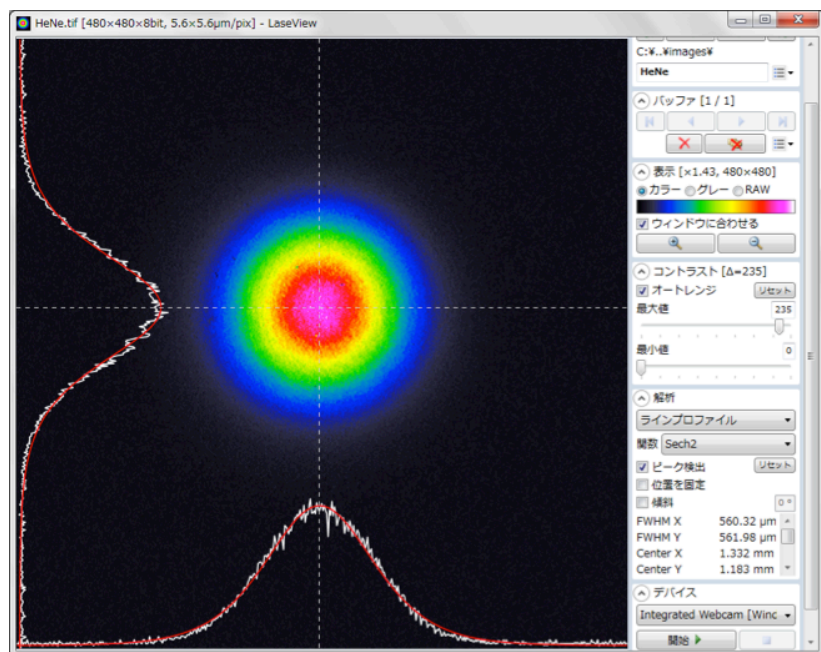 HeNe.tif [480×480×8bit, 5.6×5.6μm/pix] - LaseView
C:¥..¥images¥
HeNe
バッファ [1 / 1]
表示 [×1.43, 480×480]
カラー グレー RAW
ウィンドウに合わせる
コントラスト [Δ=235]
オートレンジ リセット
最大値 235
最小値 0
解析
ラインプロファイル
関数 Sech2
ピーク検出 リセット
位置を固定
傾斜 0 °
FWHM X 560.32 μm
FWHM Y 561.98 μm
Center X 1.332 mm
Center Y 1.183 mm
デバイス
Integrated Webcam [Winc
開始